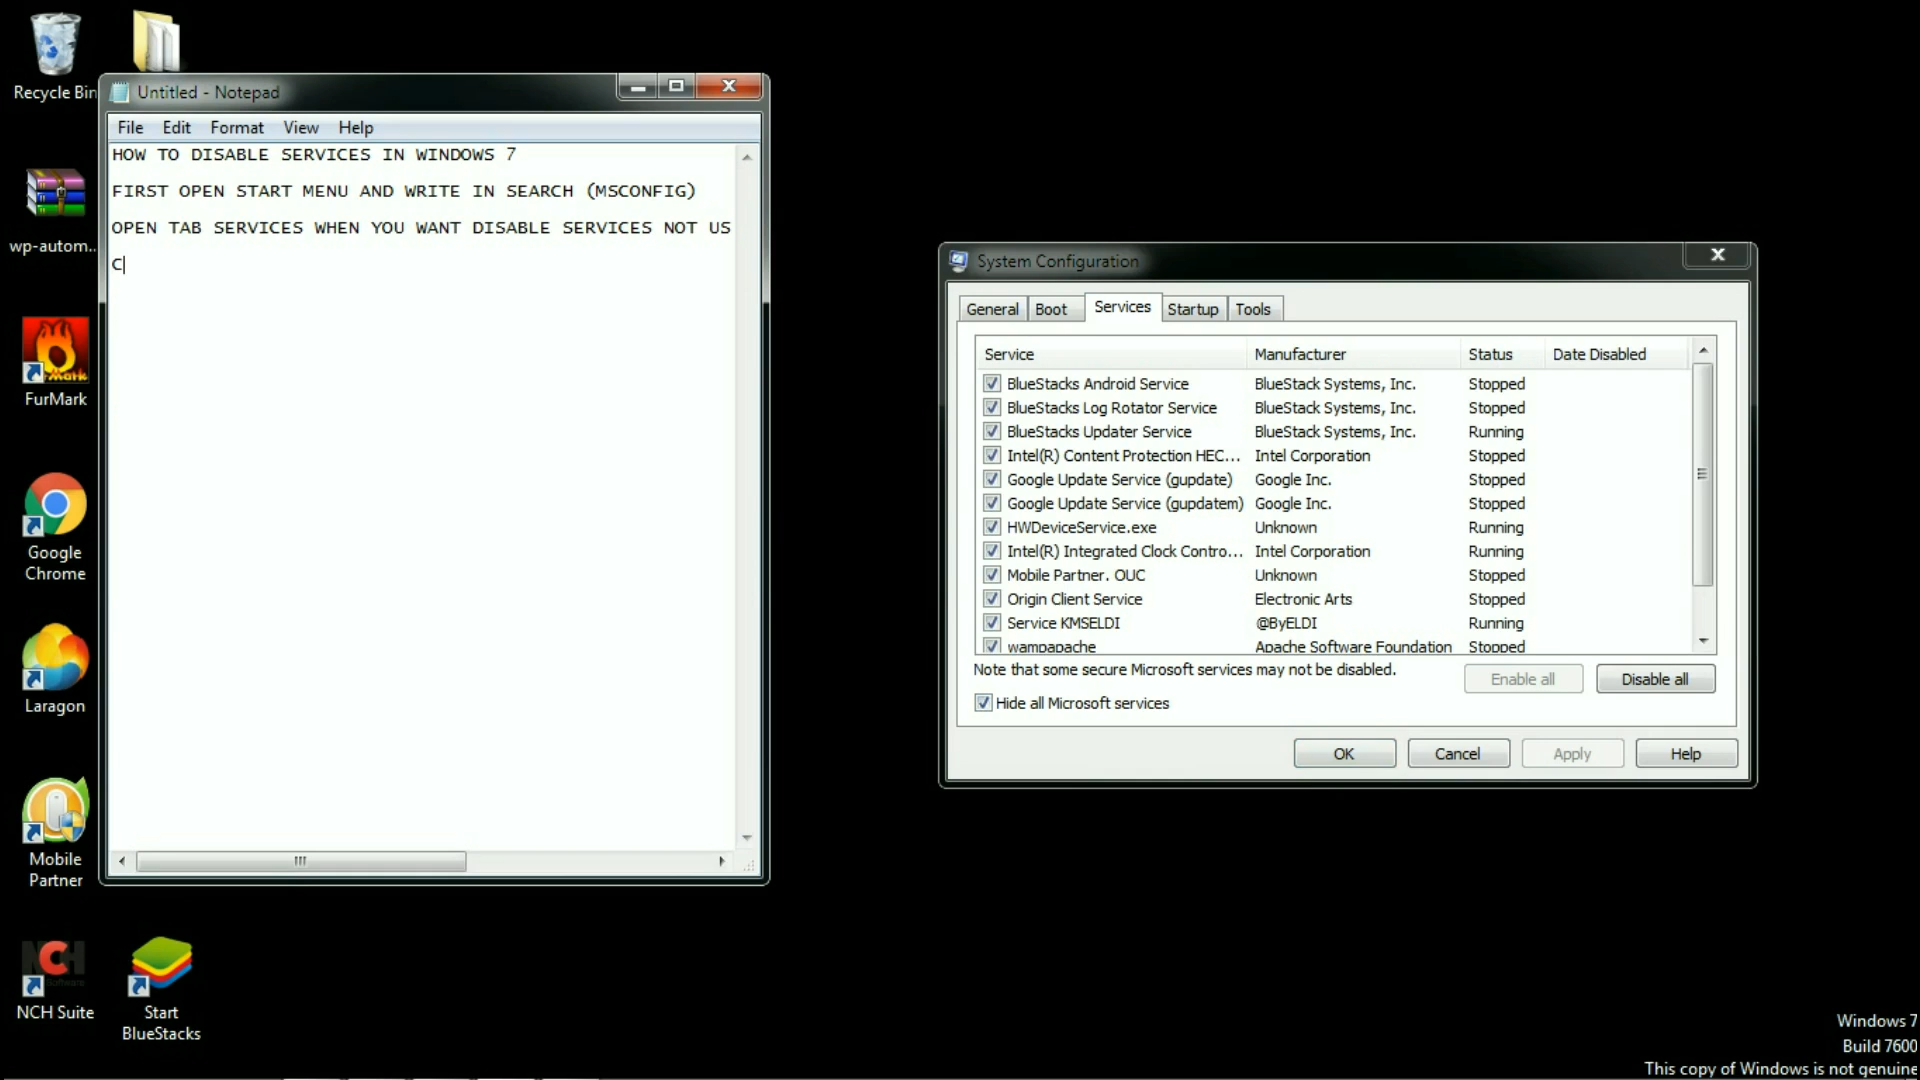 Recycle Bin
wp-autom...
FurMark
Google
Chrome
Laragon
Mobile
Partner
NCH Suite
Start
BlueStacks
Untitled - Notepad
File Edit Format View Help
HOW TO DISABLE SERVICES IN WINDOWS 7
FIRST OPEN START MENU AND WRITE IN SEARCH (MSCONFIG)
OPEN TAB SERVICES WHEN YOU WANT DISABLE SERVICES NOT US
C
System Configuration
General Boot Services Startup Tools
Service Manufacturer Status Date Disabled
BlueStacks Android Service BlueStack Systems, Inc. Stopped
BlueStacks Log Rotator Service BlueStack Systems, Inc. Stopped
BlueStacks Updater Service BlueStack Systems, Inc. Running
Intel(R) Content Protection HEC... Intel Corporation Stopped
Google Update Service (gupdate) Google Inc. Stopped
Google Update Service (gupdatem) Google Inc. Stopped
HWDeviceService.exe Unknown Running
Intel(R) Integrated Clock Contro... Intel Corporation Running
Mobile Partner. OUC Unknown Stopped
Origin Client Service Electronic Arts Stopped
Service KMSELDI @ByELDI Running
wampapache Apache Software Foundation Stopped
Note that some secure Microsoft services may not be disabled.
Enable all Disable all
Hide all Microsoft services
OK Cancel Apply Help
Windows 7
Build 7600
This copy of Windows is not genuine